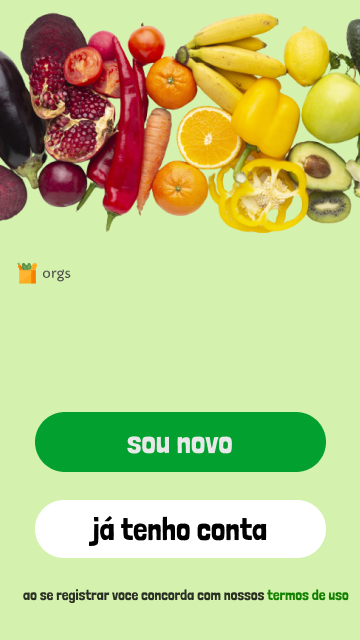 orgs
sou novo
já tenho conta
ao se registrar voce concorda com nossos termos de uso